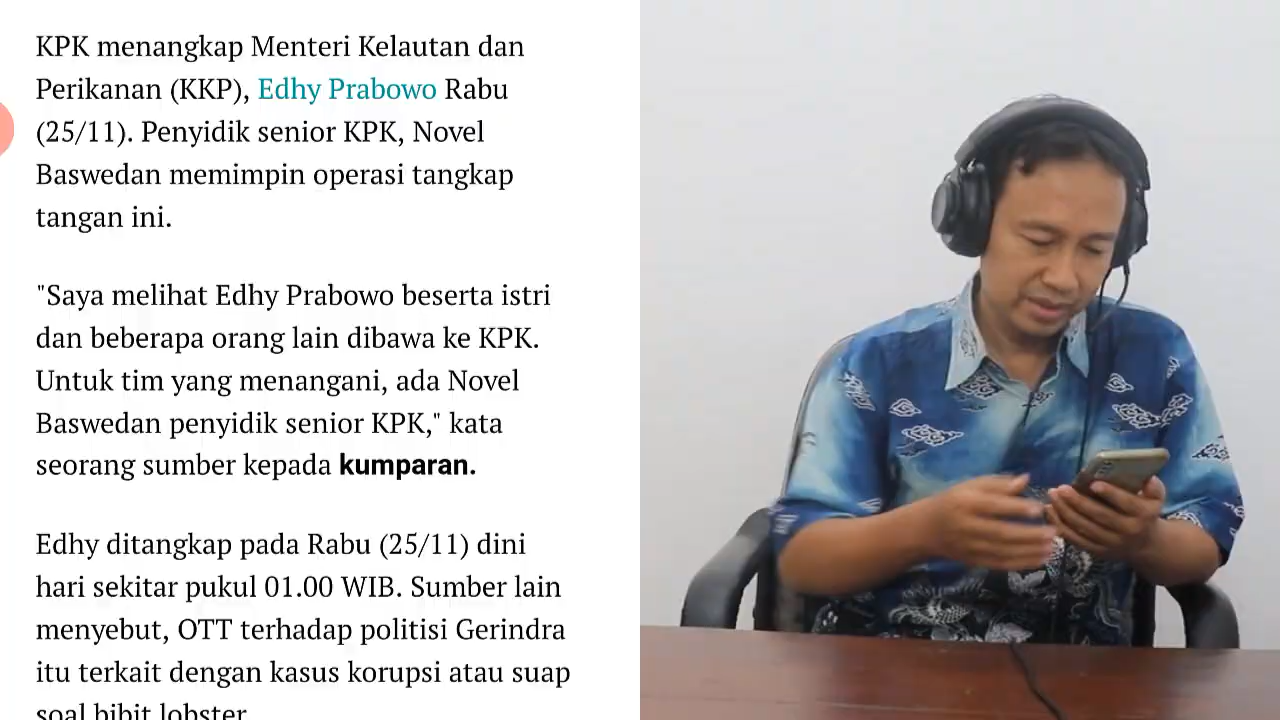 KPK menangkap Menteri Kelautan dan
Perikanan (KKP), Edhy Prabowo Rabu
(25/11). Penyidik senior KPK, Novel
Baswedan memimpin operasi tangkap
tangan ini.
"Saya melihat Edhy Prabowo beserta istri
dan beberapa orang lain dibawa ke KPK.
Untuk tim yang menangani, ada Novel
Baswedan penyidik senior KPK," kata
seorang sumber kepada kumparan.
Edhy ditangkap pada Rabu (25/11) dini
hari sekitar pukul 01.00 WIB. Sumber lain
menyebut, OTT terhadap politisi Gerindra
itu terkait dengan kasus korupsi atau suap
soal bibit lobster.